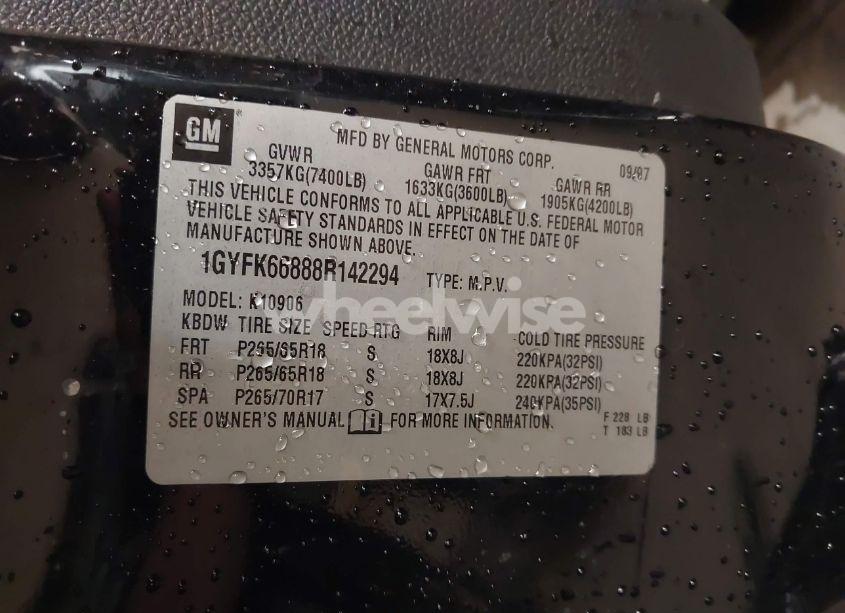 GM
MFD BY GENERAL MOTORS CORP. 09/07
GVWR GAWR FRT GAWR RR
3357KG(7400LB) 1633KG(3600LB) 1905KG(4200LB)
THIS VEHICLE CONFORMS TO ALL APPLICABLE U.S. FEDERAL MOTOR
VEHICLE SAFETY STANDARDS IN EFFECT ON THE DATE OF
MANUFACTURE SHOWN ABOVE.
1GYFK66888R142294 TYPE: M.P.V.
wheelwise
MODEL: K10906
KBDW TIRE SIZE SPEED RTG RIM COLD TIRE PRESSURE
FRT P265/65R18 S 18X8J 220KPA(32PSI)
RR P265/65R18 S 18X8J 220KPA(32PSI)
SPA P265/70R17 S 17X7.5J 240KPA(35PSI)
SEE OWNER'S MANUAL FOR MORE INFORMATION.
F 228 LB
T 183 LB